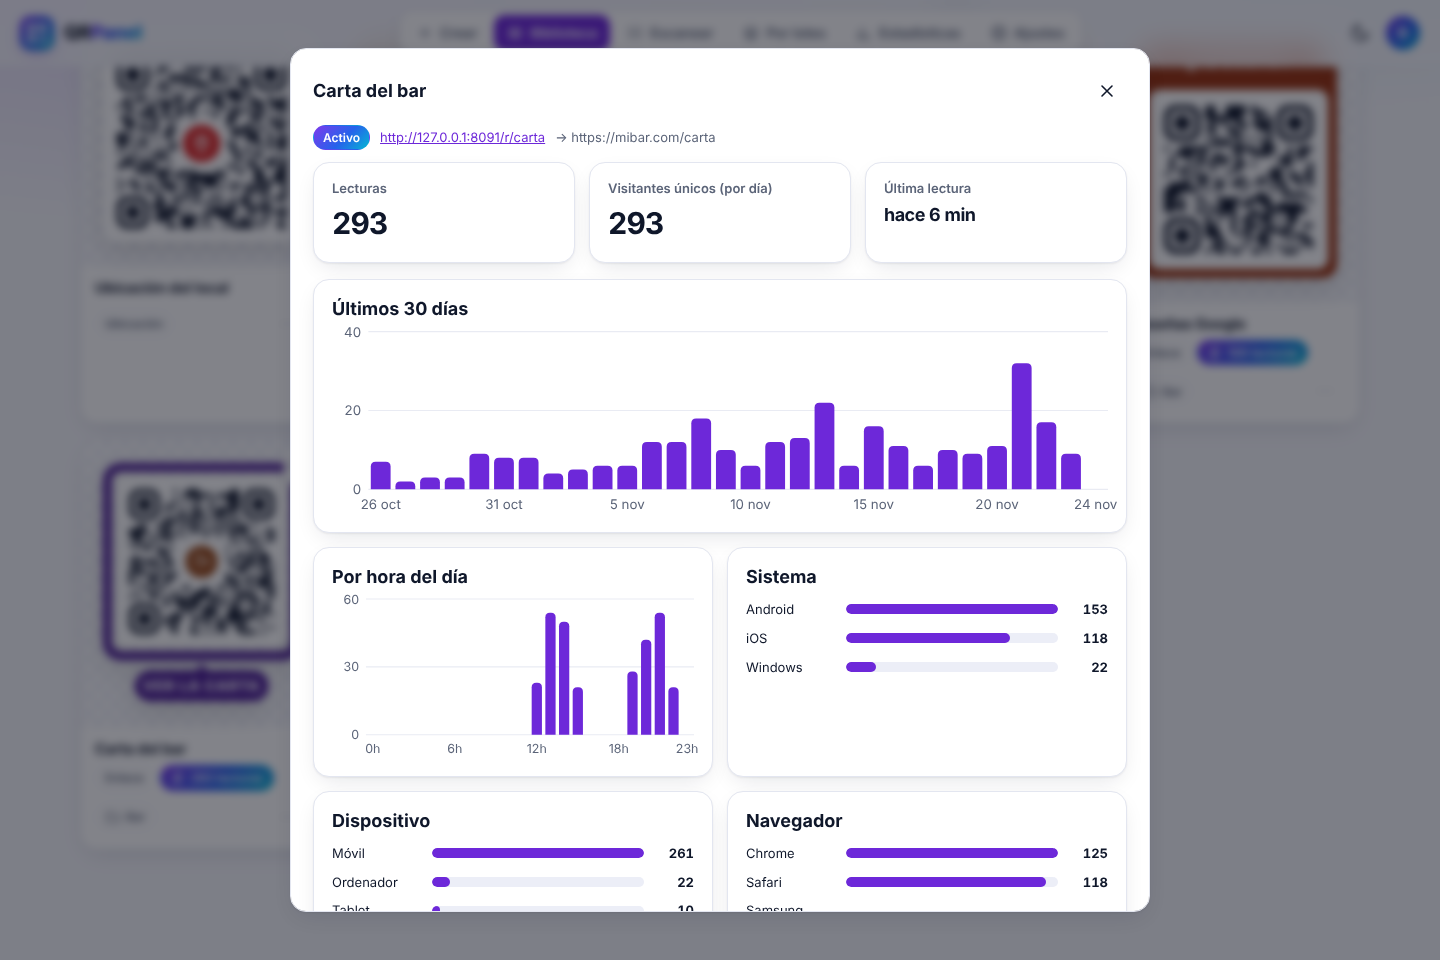 Carta del bar
Activo http://127.0.0.1:8091/r/carta → https://mibar.com/carta
Lecturas
293
Visitantes únicos (por día)
293
Última lectura
hace 6 min
Últimos 30 días
40
20
0
26 oct 31 oct 5 nov 10 nov 15 nov 20 nov 24 nov
Por hora del día
60
30
0
0h 6h 12h 18h 23h
Sistema
Android 153
iOS 118
Windows 22
Dispositivo
Móvil 261
Ordenador 22
Tablet 10
Navegador
Chrome 125
Safari 118
Samsung